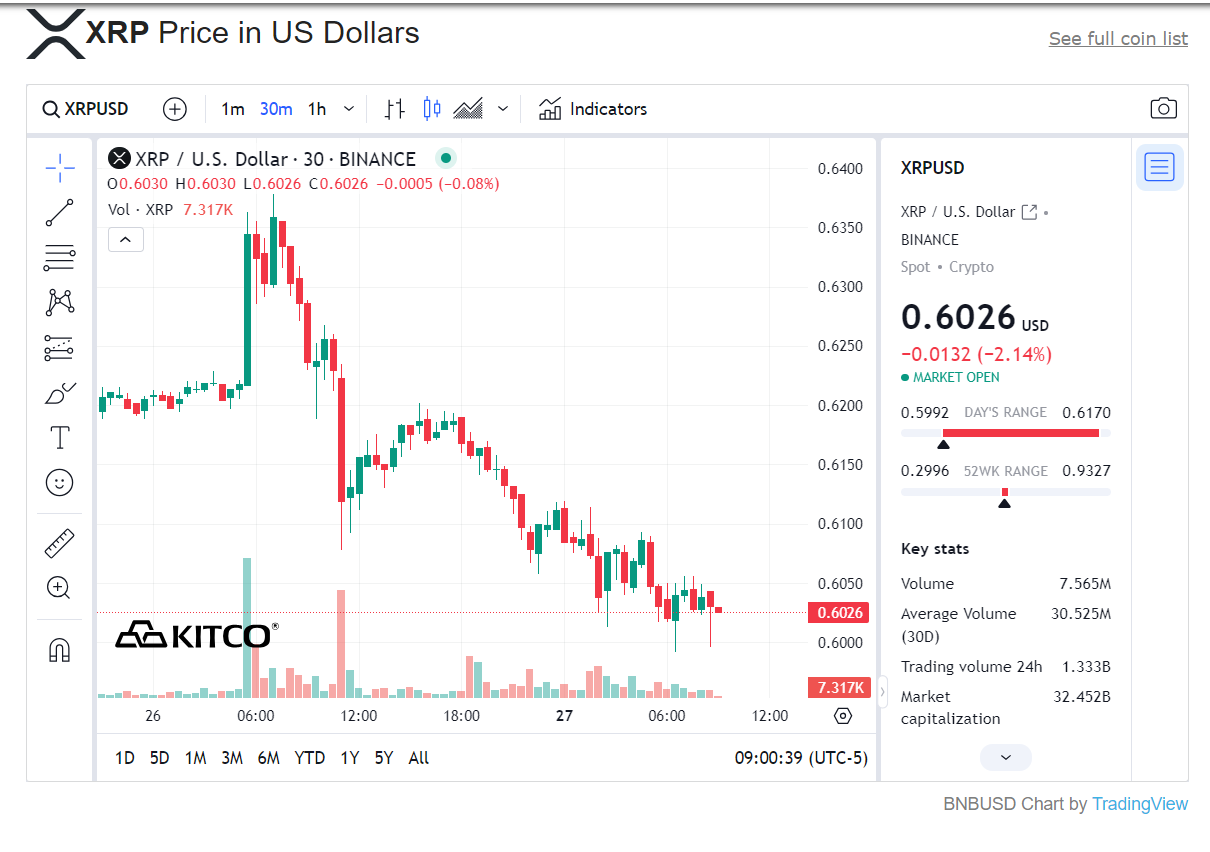 XRP Price in US Dollars
See full coin list
XRPUSD 1m 30m 1h Indicators
XRP / U.S. Dollar · 30 · BINANCE
O0.6030 H0.6030 L0.6026 C0.6026 −0.0005 (−0.08%)
Vol · XRP 7.317K
0.6400
0.6350
0.6300
0.6250
0.6200
0.6150
0.6100
0.6050
0.6026
0.6000
7.317K
KITCO®
26 06:00 12:00 18:00 27 06:00 12:00
1D 5D 1M 3M 6M YTD 1Y 5Y All 09:00:39 (UTC-5)
XRPUSD
XRP / U.S. Dollar •
BINANCE
Spot • Crypto
0.6026 USD
−0.0132 (−2.14%)
MARKET OPEN
0.5992 DAY'S RANGE 0.6170
0.2996 52WK RANGE 0.9327
Key stats
Volume 7.565M
Average Volume 30.525M
(30D)
Trading volume 24h 1.333B
Market 32.452B
capitalization
BNBUSD Chart by TradingView